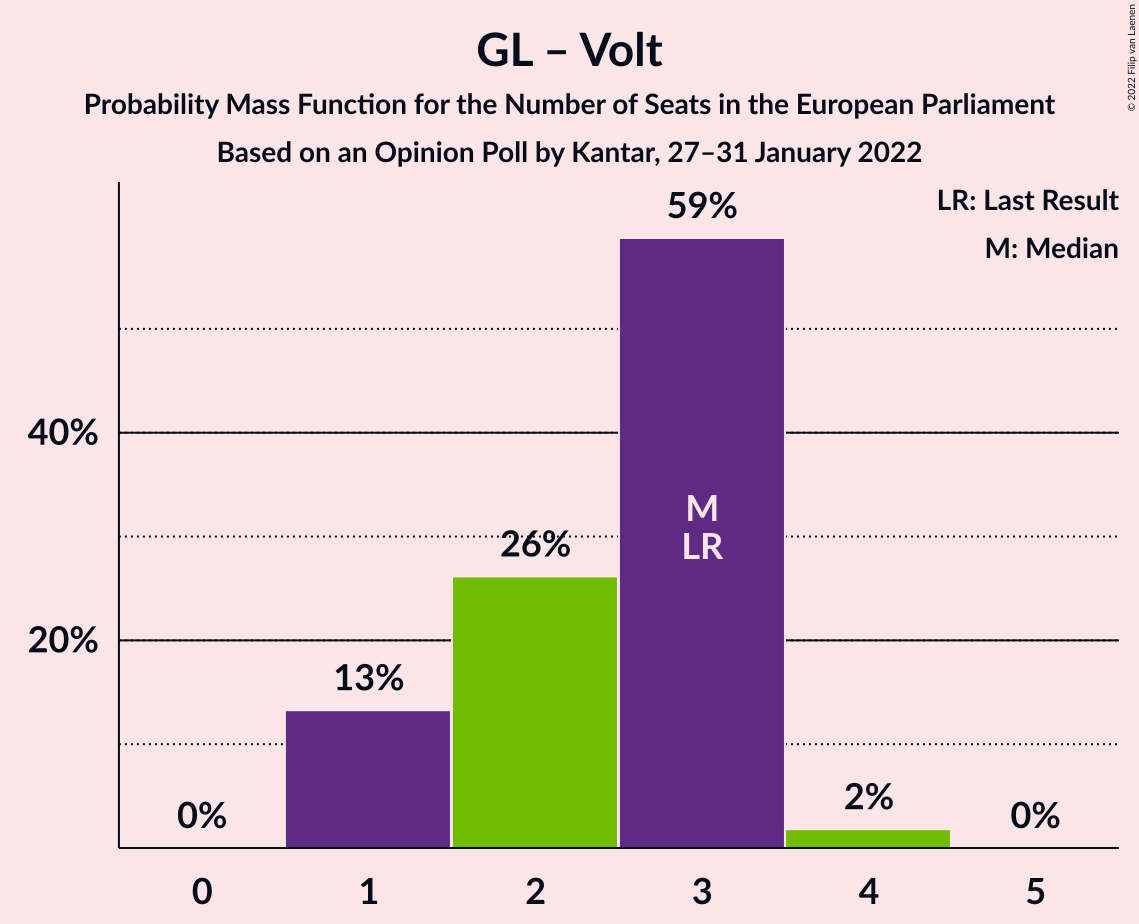 GL – Volt
Probability Mass Function for the Number of Seats in the European Parliament
Based on an Opinion Poll by Kantar, 27–31 January 2022
© 2022 Filip van Laenen
LR: Last Result
M: Median
59%
40%
M
LR
26%
20%
13%
2%
0%
0%
0 1 2 3 4 5